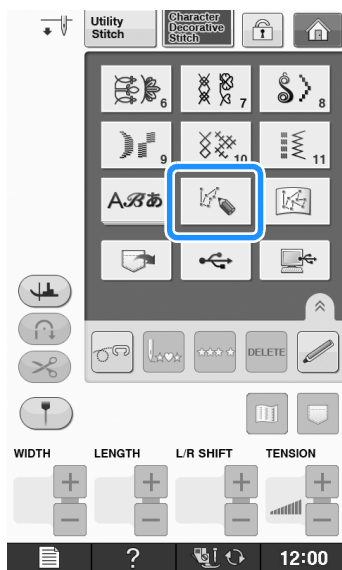 Utility
Stitch
Character
Decorative
Stitch
6
7
8
9
10
11
ABあ
DELETE
WIDTH
LENGTH
L/R SHIFT
TENSION
+ + + +
− − − −
?
12:00